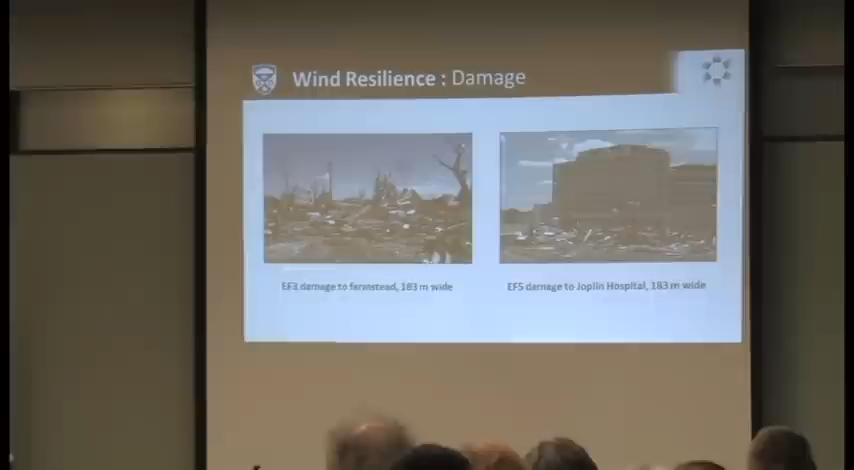 Wind Resilience : Damage
EF3 damage to farmstead, 183 m wide
EF5 damage to Joplin Hospital, 183 m wide